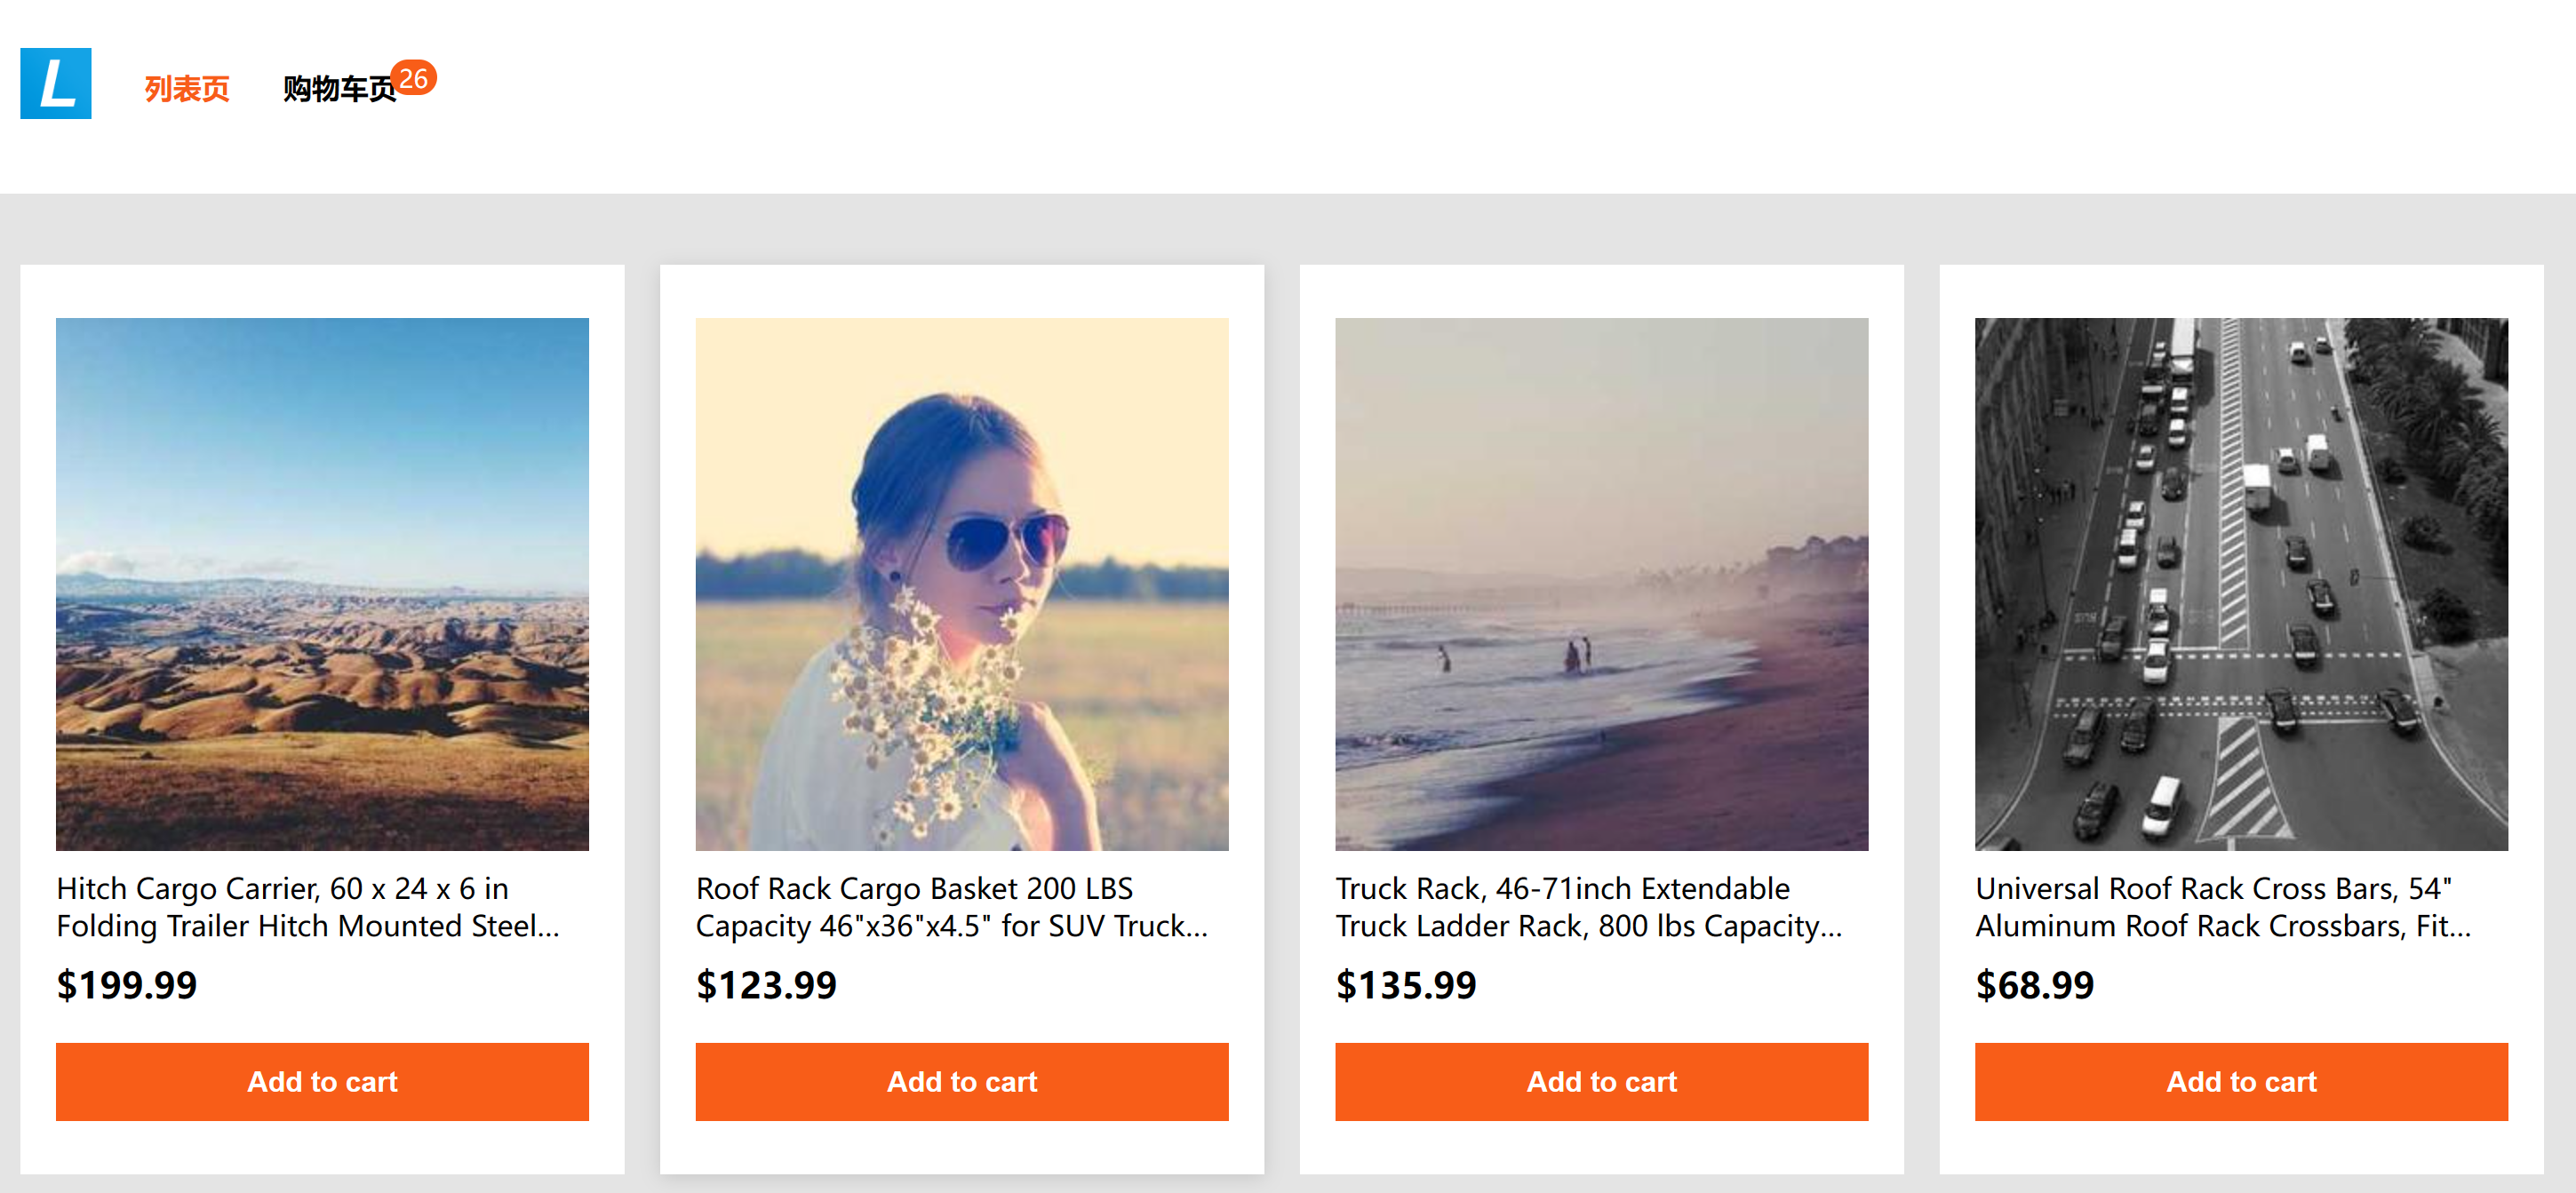 L
列表页
购物车页
26
Hitch Cargo Carrier, 60 x 24 x 6 in
Folding Trailer Hitch Mounted Steel...
$199.99
Add to cart
Roof Rack Cargo Basket 200 LBS
Capacity 46"x36"x4.5" for SUV Truck...
$123.99
Add to cart
Truck Rack, 46-71inch Extendable
Truck Ladder Rack, 800 lbs Capacity...
$135.99
Add to cart
Universal Roof Rack Cross Bars, 54"
Aluminum Roof Rack Crossbars, Fit...
$68.99
Add to cart